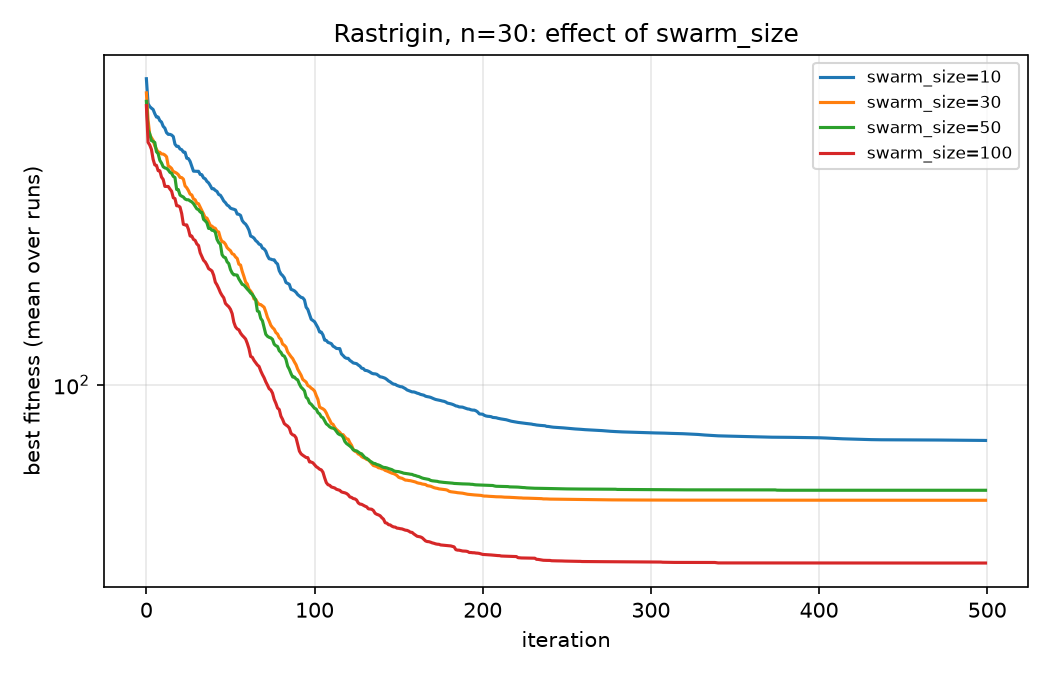 Rastrigin, n=30: effect of swarm_size
swarm_size=10
swarm_size=30
swarm_size=50
swarm_size=100
best fitness (mean over runs)
10²
0 100 200 300 400 500
iteration